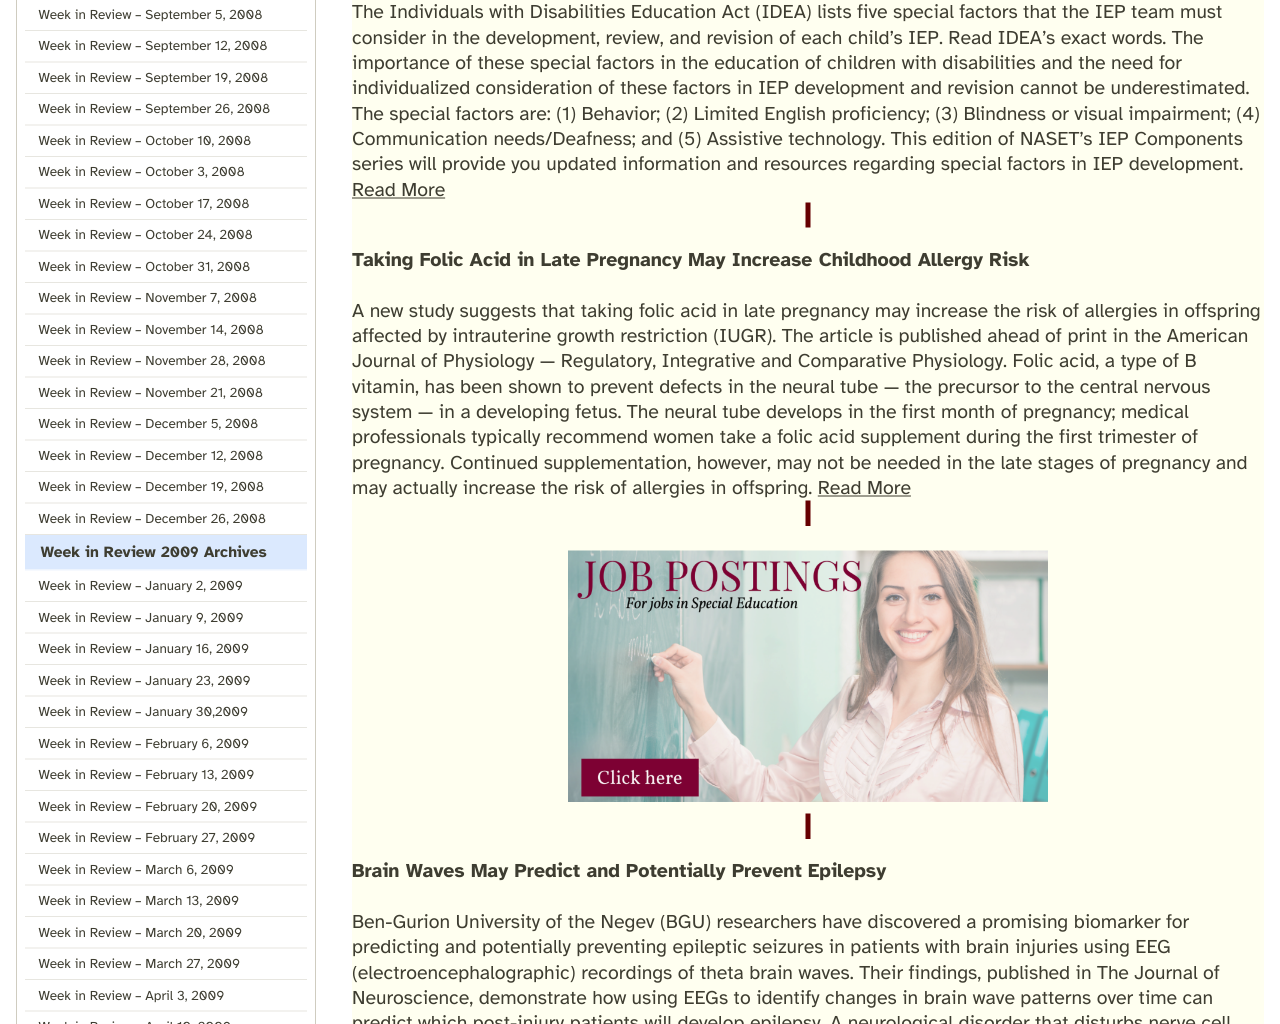 Week in Review – September 5, 2008
Week in Review – September 12, 2008
Week in Review – September 19, 2008
Week in Review – September 26, 2008
Week in Review – October 10, 2008
Week in Review – October 3, 2008
Week in Review – October 17, 2008
Week in Review – October 24, 2008
Week in Review – October 31, 2008
Week in Review – November 7, 2008
Week in Review – November 14, 2008
Week in Review – November 28, 2008
Week in Review – November 21, 2008
Week in Review – December 5, 2008
Week in Review – December 12, 2008
Week in Review – December 19, 2008
Week in Review – December 26, 2008
Week in Review 2009 Archives
Week in Review – January 2, 2009
Week in Review – January 9, 2009
Week in Review – January 16, 2009
Week in Review – January 23, 2009
Week in Review – January 30,2009
Week in Review – February 6, 2009
Week in Review – February 13, 2009
Week in Review – February 20, 2009
Week in Review – February 27, 2009
Week in Review – March 6, 2009
Week in Review – March 13, 2009
Week in Review – March 20, 2009
Week in Review – March 27, 2009
Week in Review – April 3, 2009
The Individuals with Disabilities Education Act (IDEA) lists five special factors that the IEP team must
consider in the development, review, and revision of each child’s IEP. Read IDEA’s exact words. The
importance of these special factors in the education of children with disabilities and the need for
individualized consideration of these factors in IEP development and revision cannot be underestimated.
The special factors are: (1) Behavior; (2) Limited English proficiency; (3) Blindness or visual impairment; (4)
Communication needs/Deafness; and (5) Assistive technology. This edition of NASET’s IEP Components
series will provide you updated information and resources regarding special factors in IEP development.
Read More
Taking Folic Acid in Late Pregnancy May Increase Childhood Allergy Risk
A new study suggests that taking folic acid in late pregnancy may increase the risk of allergies in offspring
affected by intrauterine growth restriction (IUGR). The article is published ahead of print in the American
Journal of Physiology — Regulatory, Integrative and Comparative Physiology. Folic acid, a type of B
vitamin, has been shown to prevent defects in the neural tube — the precursor to the central nervous
system — in a developing fetus. The neural tube develops in the first month of pregnancy; medical
professionals typically recommend women take a folic acid supplement during the first trimester of
pregnancy. Continued supplementation, however, may not be needed in the late stages of pregnancy and
may actually increase the risk of allergies in offspring. Read More
JOB POSTINGS
For jobs in Special Education
Click here
Brain Waves May Predict and Potentially Prevent Epilepsy
Ben-Gurion University of the Negev (BGU) researchers have discovered a promising biomarker for
predicting and potentially preventing epileptic seizures in patients with brain injuries using EEG
(electroencephalographic) recordings of theta brain waves. Their findings, published in The Journal of
Neuroscience, demonstrate how using EEGs to identify changes in brain wave patterns over time can
predict which post-injury patients will develop epilepsy. A neurological disorder that disturbs nerve cell